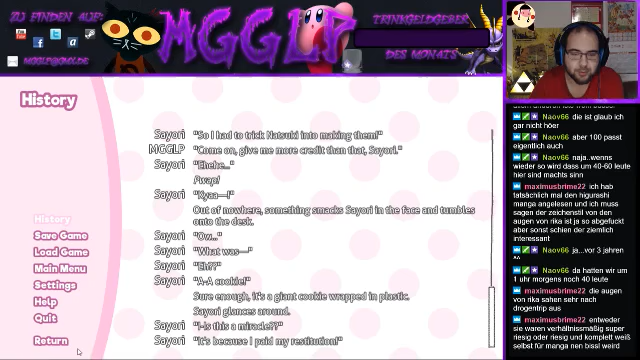 ZU FINDEN AUF:
MGGLP@GMX.DE
MGGLP
TRINKGELDGEBER
DES MONATS
History
Sayori "So I had to trick Natsuki into making them!"
MGGLP "Come on, give me more credit than that, Sayori."
Sayori "Ehehe..."
Fwap!
Sayori "Kyaa—!"
Out of nowhere, something smacks Sayori in the face and tumbles
onto the desk.
Sayori "Ow..."
Sayori "What was—"
Sayori "Eh??"
Sayori "A-A cookie!"
Sure enough, it's a giant cookie wrapped in plastic.
Sayori glances around.
Sayori "I-Is this a miracle??"
Sayori "It's because I paid my restitution!"
History
Save Game
Load Game
Main Menu
Settings
Help
Quit
Return
Naov66 die ist glaub ich
gar nicht höer
Naov66 aber 100 passt
eigentlich auch
Naov66 naja..wenns
wieder so wird dass um 40-60 leute
hier sind machts sinn
maximusbrime22 ich hab
tatsächlich mal den higurashi
manga angelesen und ich muss
sagen der zeichenstil von den
augen von rika ist ja so abfuckt
aber sonst schien der ziemlich
interessant
Naov66 ja...vor 3 jahren
^^
Naov66 da hatten wir um
1 uhr morgens noch 40 leute
maximusbrime22 die augen
von rika sahen sehr nach
drogentrip aus
maximusbrime22 entweder
sie waren verhältnismäßig super
riesig oder riesig und komplett weiß
selbst für manga nen bissl weird